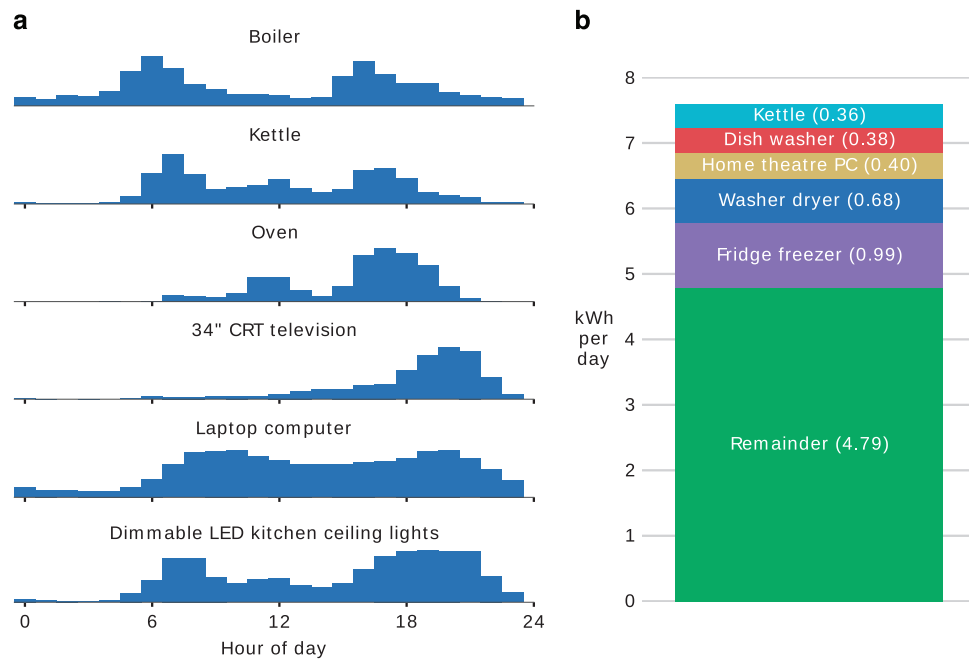 a
Boiler
Kettle
Oven
34" CRT television
Laptop computer
Dimmable LED kitchen ceiling lights
0 6 12 18 24
Hour of day
b
8
7
6
5
4
3
2
1
0
kWh
per
day
Kettle (0.36)
Dish washer (0.38)
Home theatre PC (0.40)
Washer dryer (0.68)
Fridge freezer (0.99)
Remainder (4.79)